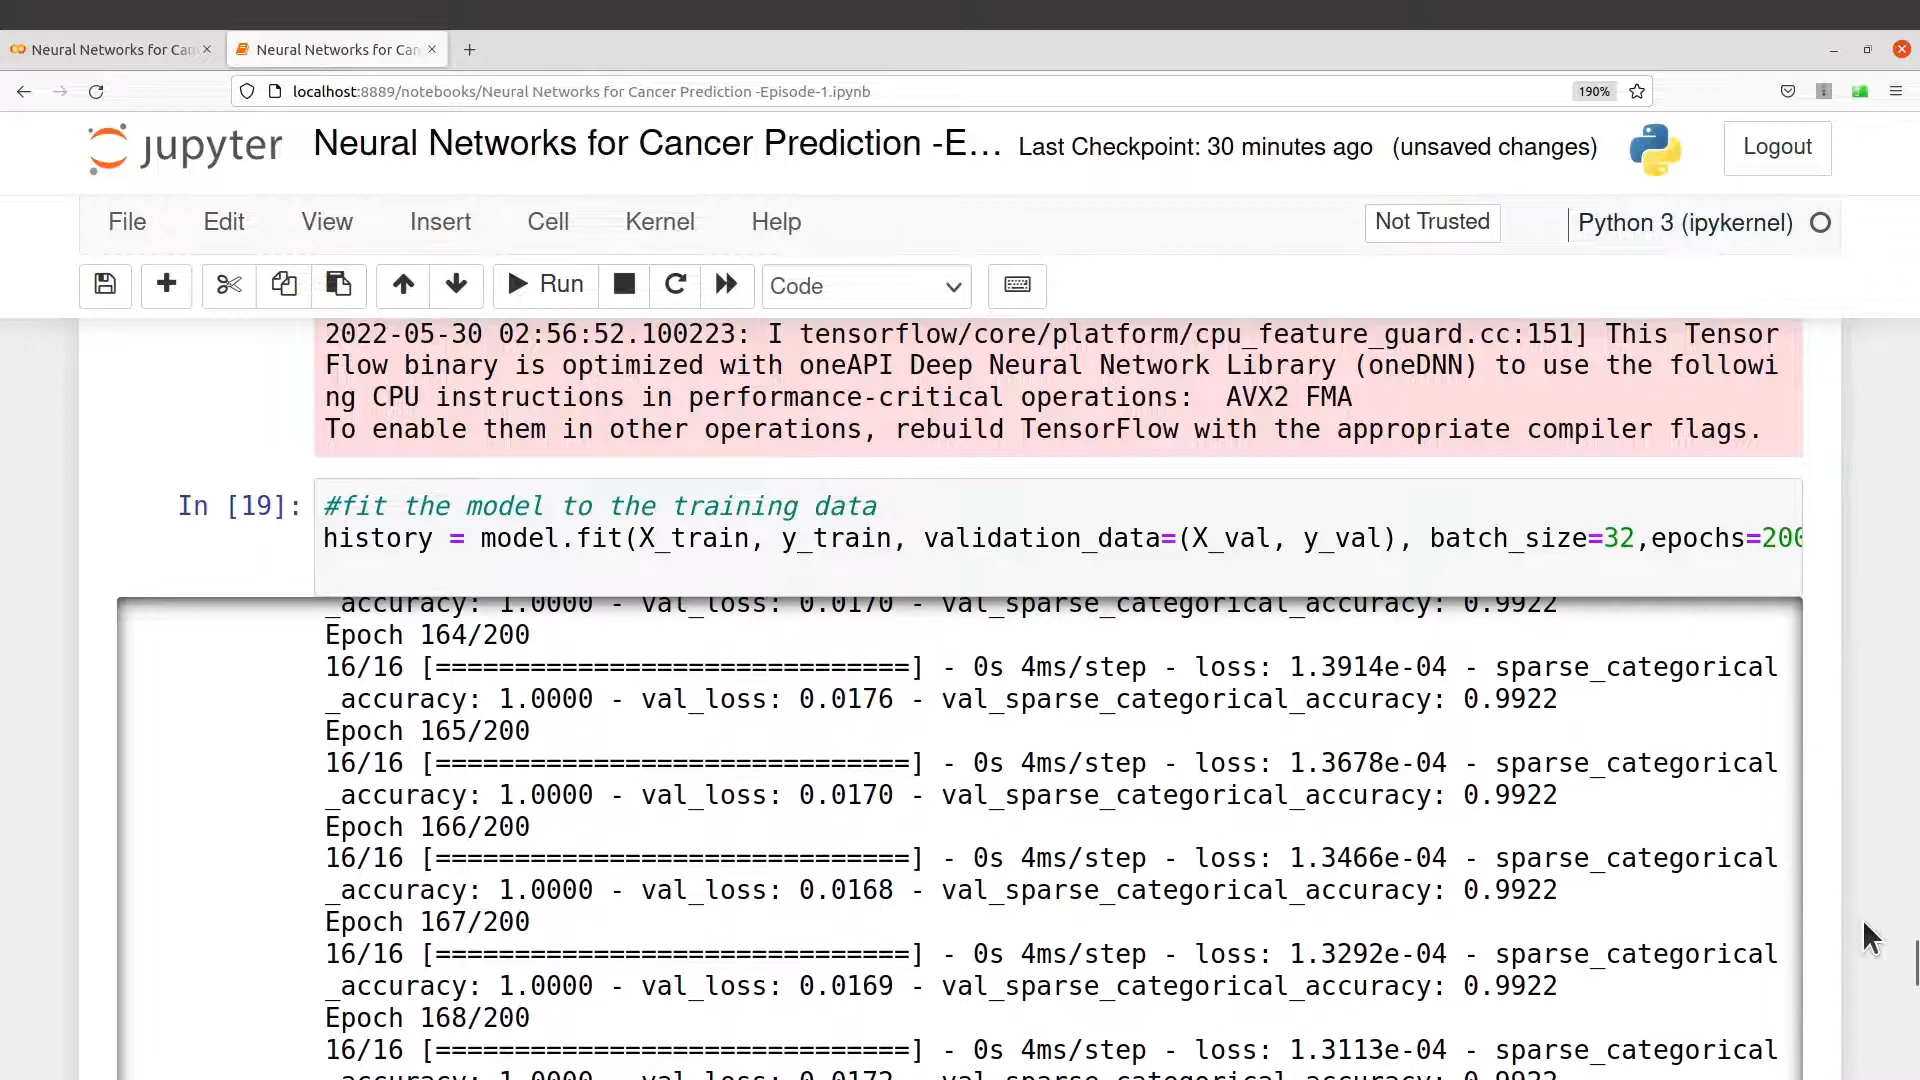 Neural Networks for Can
Neural Networks for Can
localhost:8889/notebooks/Neural Networks for Cancer Prediction -Episode-1.ipynb
190%
jupyter
Neural Networks for Cancer Prediction -E...
Last Checkpoint: 30 minutes ago (unsaved changes)
Logout
File Edit View Insert Cell Kernel Help
Not Trusted
Python 3 (ipykernel)
Run
Code
2022-05-30 02:56:52.100223: I tensorflow/core/platform/cpu_feature_guard.cc:151] This Tensor
Flow binary is optimized with oneAPI Deep Neural Network Library (oneDNN) to use the followi
ng CPU instructions in performance-critical operations:  AVX2 FMA
To enable them in other operations, rebuild TensorFlow with the appropriate compiler flags.
In [19]:
#fit the model to the training data
history = model.fit(X_train, y_train, validation_data=(X_val, y_val), batch_size=32,epochs=200
_accuracy: 1.0000 - val_loss: 0.0170 - val_sparse_categorical_accuracy: 0.9922
Epoch 164/200
16/16 [==============================] - 0s 4ms/step - loss: 1.3914e-04 - sparse_categorical
_accuracy: 1.0000 - val_loss: 0.0176 - val_sparse_categorical_accuracy: 0.9922
Epoch 165/200
16/16 [==============================] - 0s 4ms/step - loss: 1.3678e-04 - sparse_categorical
_accuracy: 1.0000 - val_loss: 0.0170 - val_sparse_categorical_accuracy: 0.9922
Epoch 166/200
16/16 [==============================] - 0s 4ms/step - loss: 1.3466e-04 - sparse_categorical
_accuracy: 1.0000 - val_loss: 0.0168 - val_sparse_categorical_accuracy: 0.9922
Epoch 167/200
16/16 [==============================] - 0s 4ms/step - loss: 1.3292e-04 - sparse_categorical
_accuracy: 1.0000 - val_loss: 0.0169 - val_sparse_categorical_accuracy: 0.9922
Epoch 168/200
16/16 [==============================] - 0s 4ms/step - loss: 1.3113e-04 - sparse_categorical
_accuracy: 1.0000 - val_loss: 0.0172 - val_sparse_categorical_accuracy: 0.9922